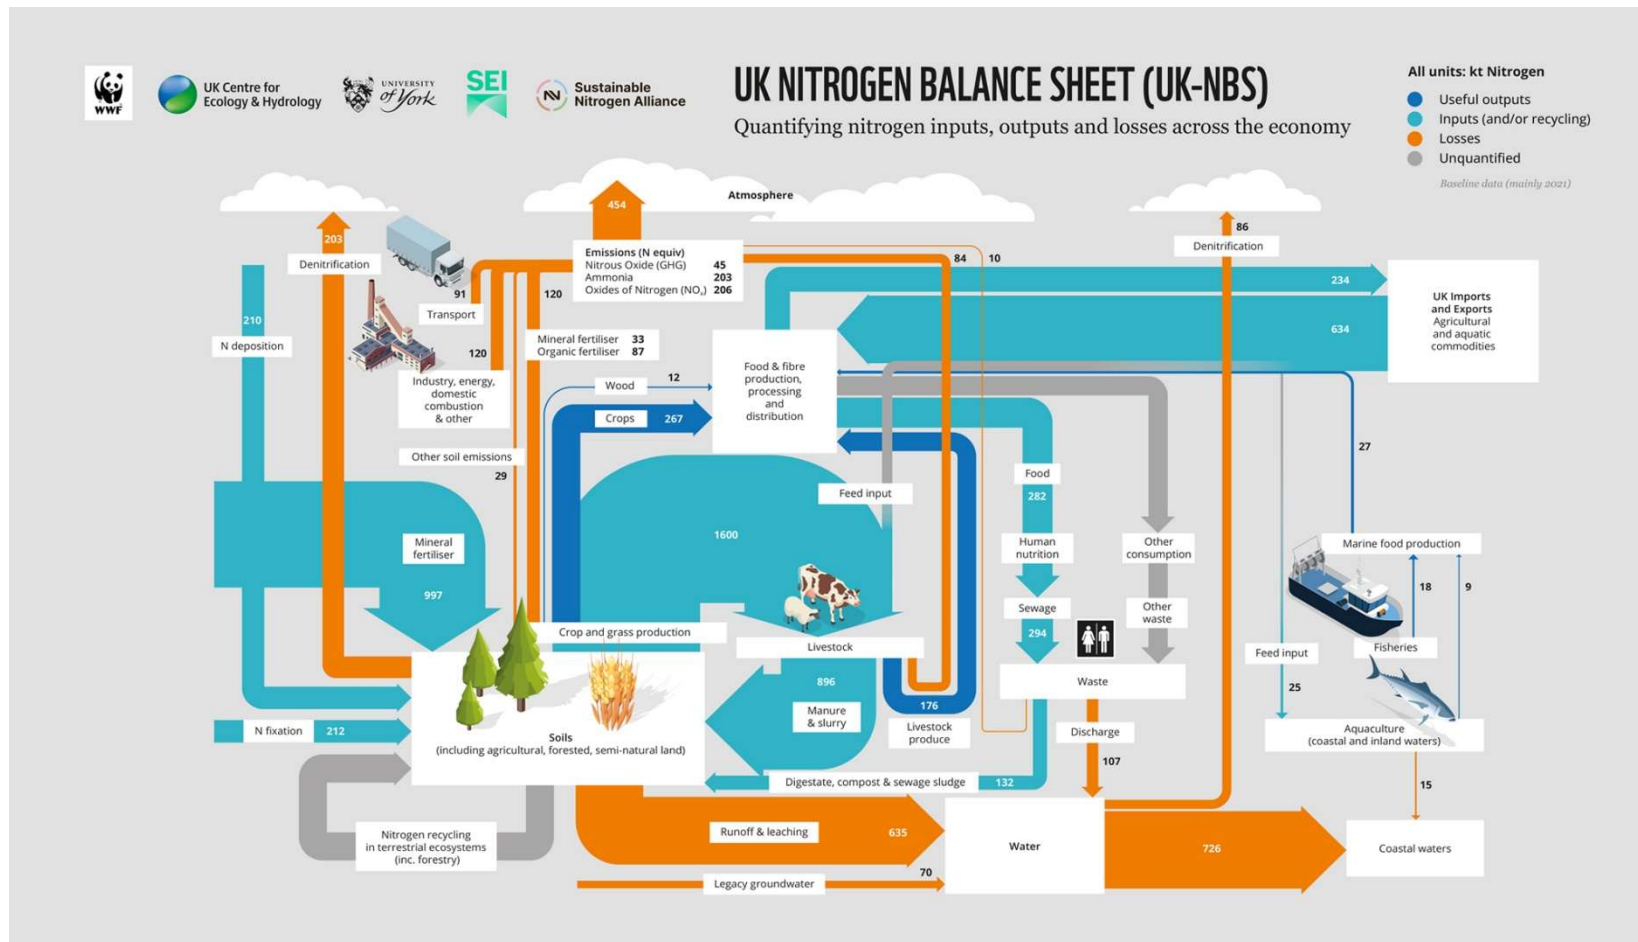 WWF
UK Centre for
Ecology & Hydrology
UNIVERSITY
of York
SEI
N
Sustainable
Nitrogen Alliance
UK NITROGEN BALANCE SHEET (UK-NBS)
Quantifying nitrogen inputs, outputs and losses across the economy
All units: kt Nitrogen
Useful outputs
Inputs (and/or recycling)
Losses
Unquantified
Baseline data (mainly 2021)
Atmosphere
454
203
Denitrification
86
Denitrification
Emissions (N equiv)
Nitrous Oxide (GHG) 45
Ammonia 203
Oxides of Nitrogen (NOx) 206
84
10
91
Transport
120
120
234
634
UK Imports
and Exports
Agricultural
and aquatic
commodities
210
N deposition
Mineral fertiliser 33
Organic fertiliser 87
Industry, energy,
domestic
combustion
& other
Wood
12
Crops
267
Food & fibre
production,
processing
and
distribution
Other soil emissions
29
27
Food
282
Feed input
1600
Mineral
fertiliser
997
Human
nutrition
Other
consumption
Marine food production
18
9
Sewage
294
Other
waste
Crop and grass production
Livestock
Fisheries
Feed input
25
Waste
896
Manure
& slurry
176
Livestock
produce
N fixation
212
Soils
(including agricultural, forested, semi-natural land)
Discharge
107
Aquaculture
(coastal and inland waters)
15
Digestate, compost & sewage sludge
132
Nitrogen recycling
in terrestrial ecosystems
(inc. forestry)
Runoff & leaching
635
Water
726
Coastal waters
Legacy groundwater
70